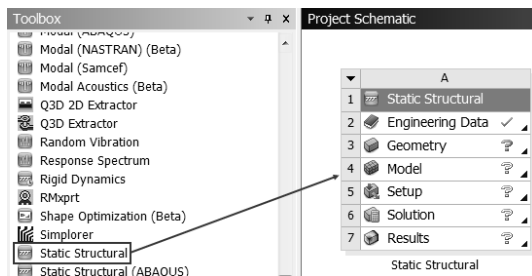 Toolbox
Project Schematic
Modal (ABAQUS)
Modal (NASTRAN) (Beta)
Modal (Samcef)
Modal Acoustics (Beta)
Q3D 2D Extractor
Q3D Extractor
Random Vibration
Response Spectrum
Rigid Dynamics
RMxprt
Shape Optimization (Beta)
Simplorer
Static Structural
Static Structural (ABAQUS)
A
1 Static Structural
2 Engineering Data
3 Geometry ?
4 Model ?
5 Setup ?
6 Solution ?
7 Results ?
Static Structural